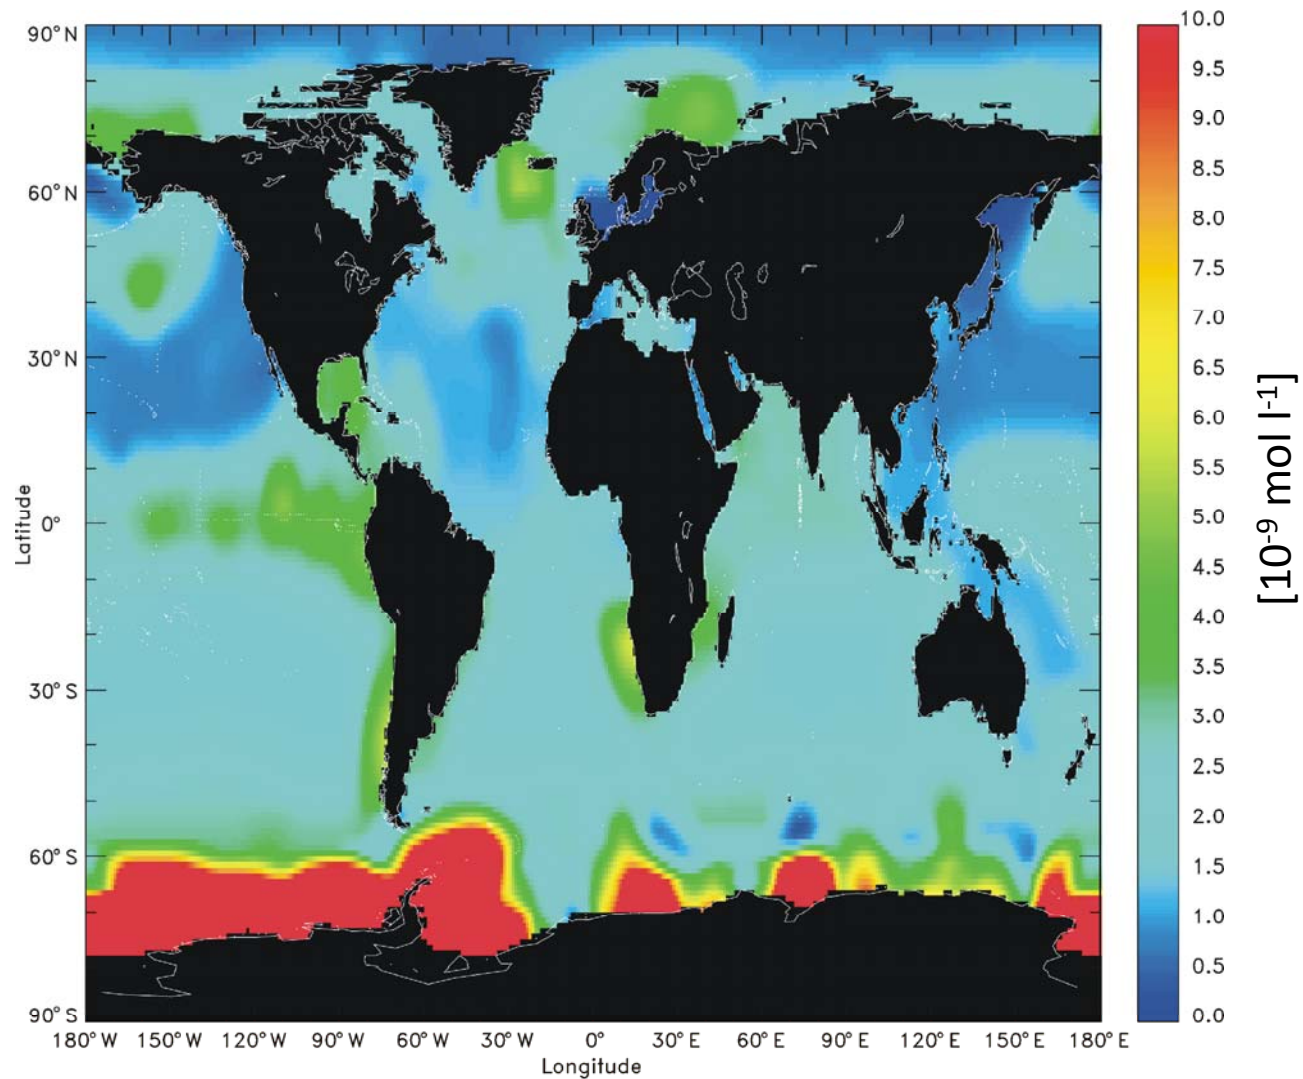 90° N
60° N
30° N
0°
30° S
60° S
90° S
Latitude
180° W 150° W 120° W 90° W 60° W 30° W 0° 30° E 60° E 90° E 120° E 150° E 180° E
Longitude
10.0
9.5
9.0
8.5
8.0
7.5
7.0
6.5
6.0
5.5
5.0
4.5
4.0
3.5
3.0
2.5
2.0
1.5
1.0
0.5
0.0
[10⁻⁹ mol l⁻¹]